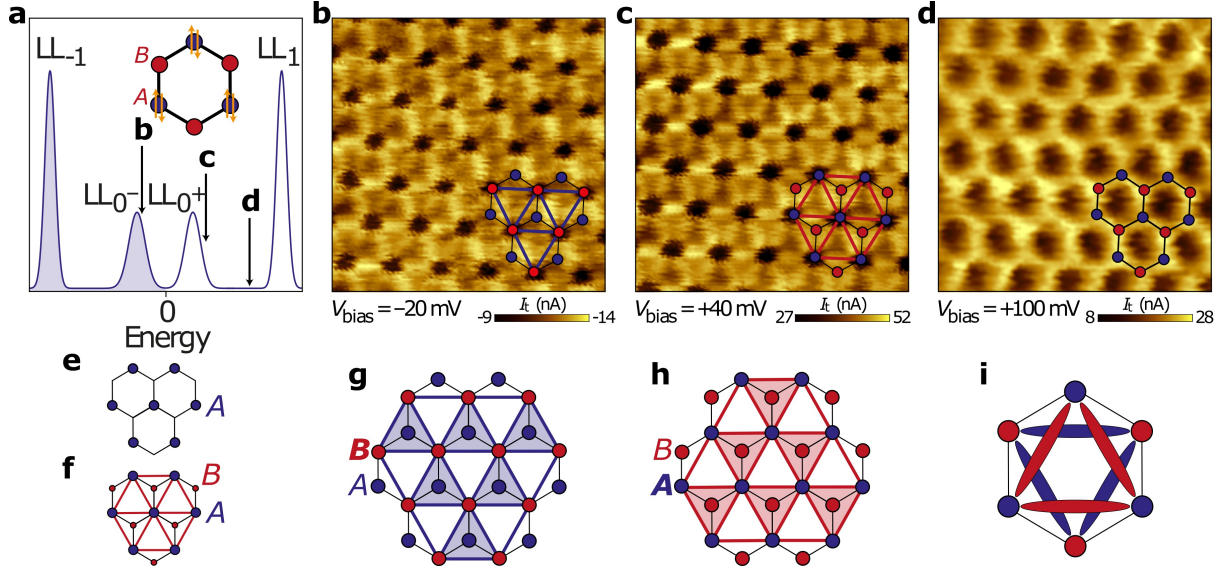 a
LL-1
LL1
B
A
b
c
d
LL0-
LL0+
0
Energy
b
Vbias = −20 mV
It (nA)
-9
-14
c
Vbias = +40 mV
It (nA)
27
52
d
Vbias = +100 mV
It (nA)
8
28
e
A
f
B
A
g
B
A
h
B
A
i